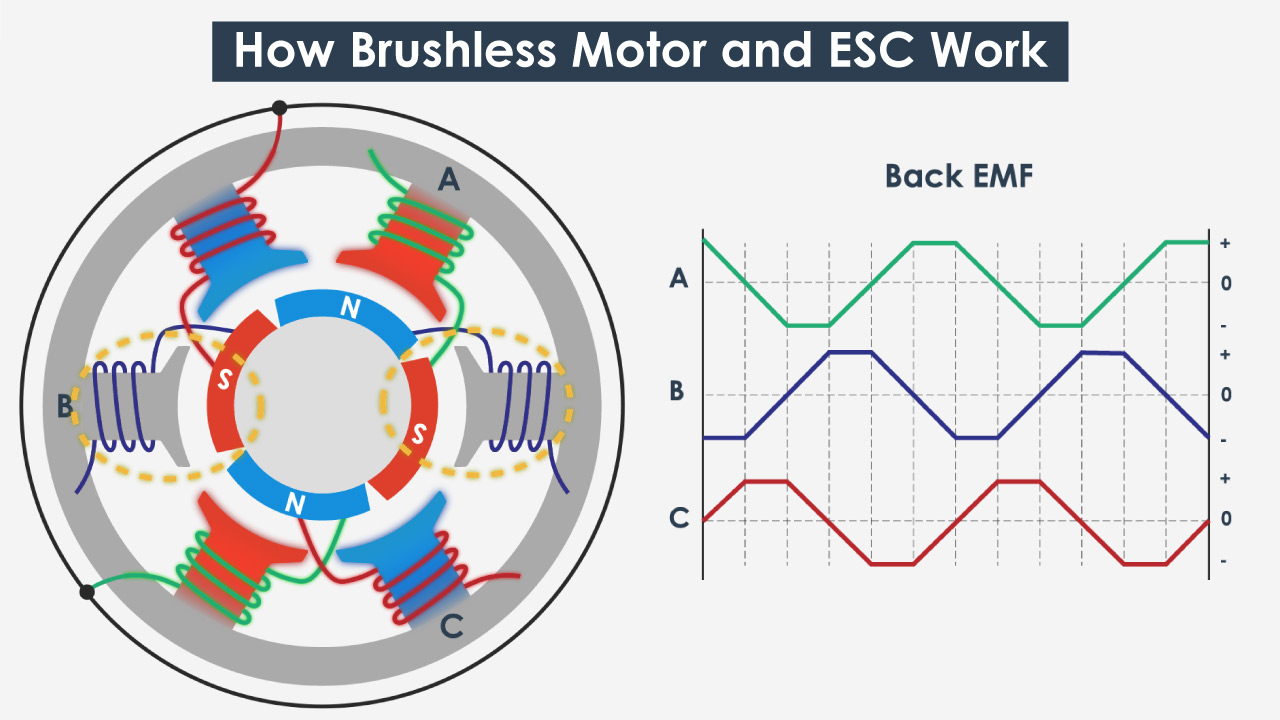 How Brushless Motor and ESC Work
A
B
C
N
S
S
N
Back EMF
A
+
0
-
B
+
0
-
C
+
0
-